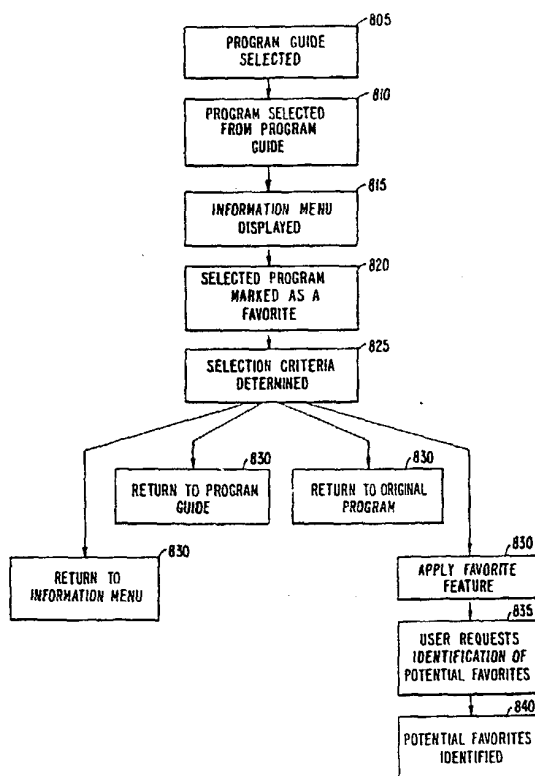 805
PROGRAM GUIDE
SELECTED
810
PROGRAM SELECTED
FROM PROGRAM
GUIDE
815
INFORMATION MENU
DISPLAYED
820
SELECTED PROGRAM
MARKED AS A
FAVORITE
825
SELECTION CRITERIA
DETERMINED
830
RETURN TO
INFORMATION MENU
830
RETURN TO PROGRAM
GUIDE
830
RETURN TO ORIGINAL
PROGRAM
830
APPLY FAVORITE
FEATURE
835
USER REQUESTS
IDENTIFICATION OF
POTENTIAL FAVORITES
840
POTENTIAL FAVORITES
IDENTIFIED